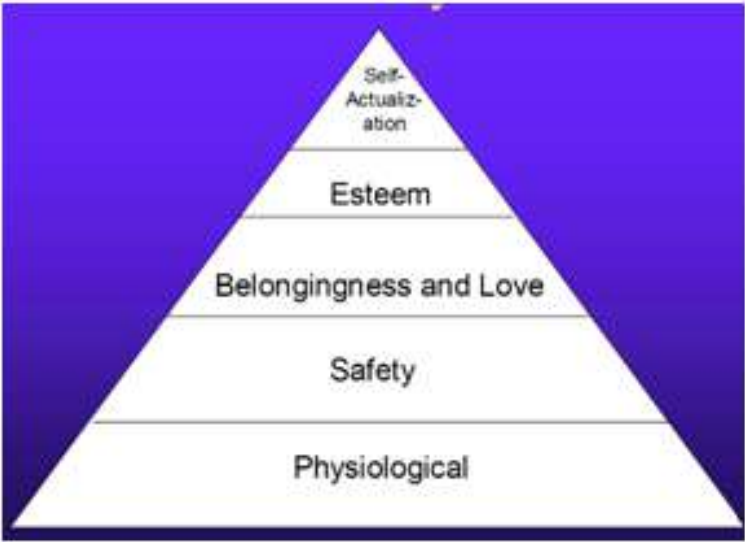 Self-
Actualiz-
ation
Esteem
Belongingness and Love
Safety
Physiological